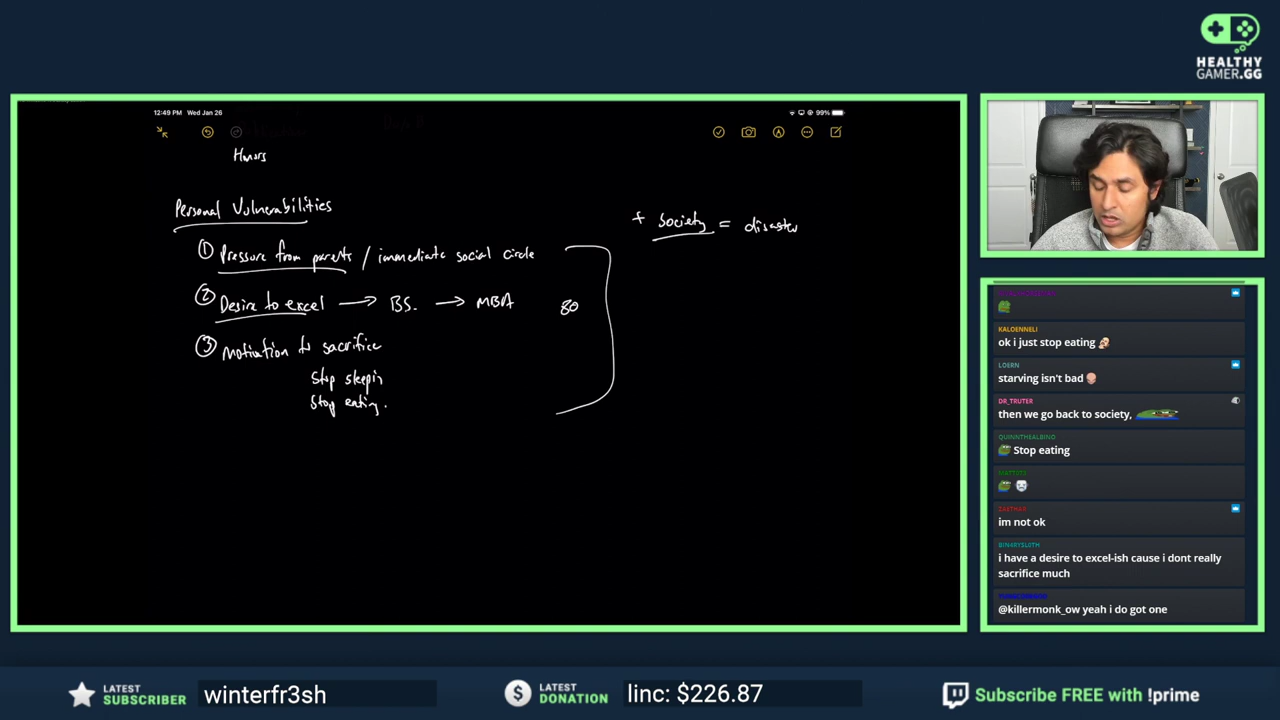 HEALTHY
GAMER.GG
12:49 PM Wed Jan 26
99%
Honors
Personal Vulnerabilities
+ society = disaster
① Pressure from parents / immediate social circle
② Desire to excel → BS. → MBA 80
③ Motivation to sacrifice
Stop sleepin
Stop eating.
KALOENNELI
ok i just stop eating
LOERN
starving isn't bad
DR_TRUTER
then we go back to society,
QUINNTHEALBINO
Stop eating
ZAUTHAR
im not ok
BIN4RYSL0TH
i have a desire to excel-ish cause i dont really
sacrifice much
@killermonk_ow yeah i do got one
LATEST
SUBSCRIBER
winterfr3sh
LATEST
DONATION
linc: $226.87
Subscribe FREE with !prime